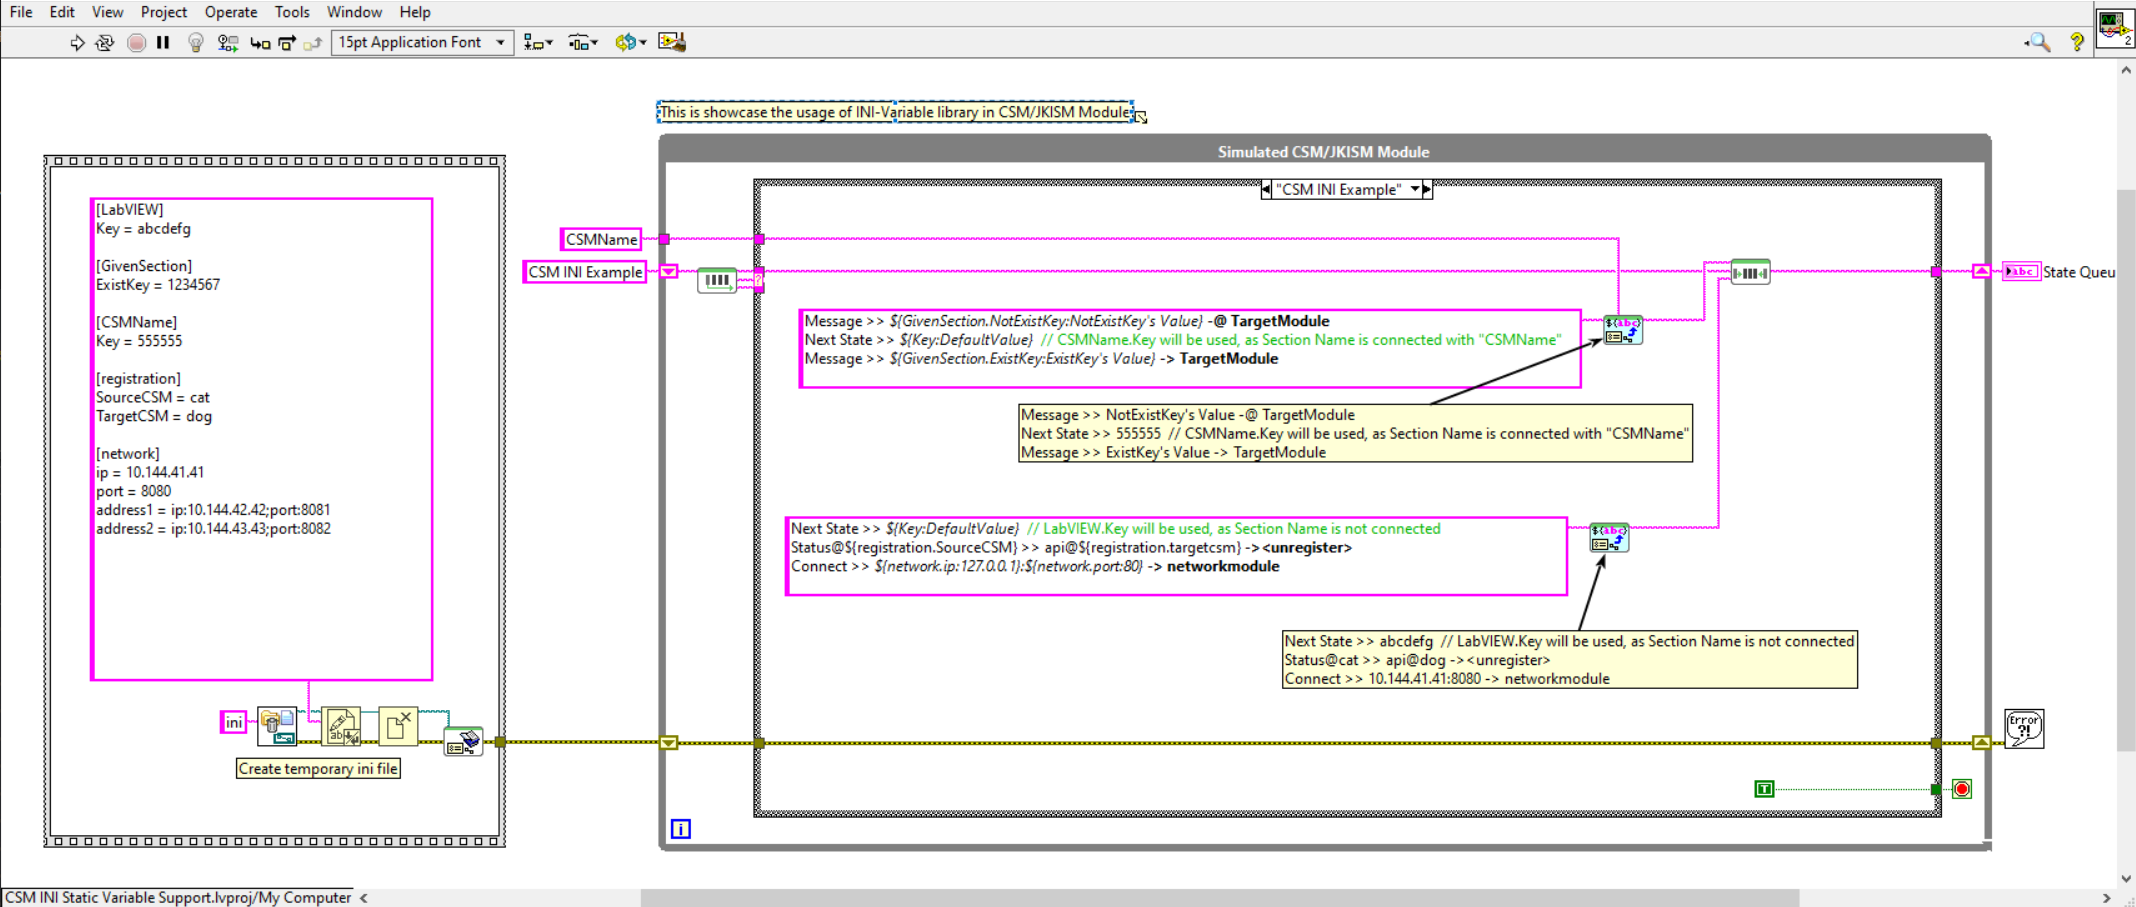 File Edit View Project Operate Tools Window Help
15pt Application Font
2
This is showcase the usage of INI-Variable library in CSM/JKISM Module
[LabVIEW]
Key = abcdefg
[GivenSection]
ExistKey = 1234567
[CSMName]
Key = 555555
[registration]
SourceCSM = cat
TargetCSM = dog
[network]
ip = 10.144.41.41
port = 8080
address1 = ip:10.144.42.42;port:8081
address2 = ip:10.144.43.43;port:8082
ini
Create temporary ini file
Simulated CSM/JKISM Module
"CSM INI Example"
CSMName
CSM INI Example
Message >> ${GivenSection.NotExistKey:NotExistKey's Value} -@ TargetModule
Next State >> ${Key:DefaultValue} // CSMName.Key will be used, as Section Name is connected with "CSMName"
Message >> ${GivenSection.ExistKey:ExistKey's Value} -> TargetModule
${abc}
Message >> NotExistKey's Value -@ TargetModule
Next State >> 555555 // CSMName.Key will be used, as Section Name is connected with "CSMName"
Message >> ExistKey's Value -> TargetModule
Next State >> ${Key:DefaultValue} // LabVIEW.Key will be used, as Section Name is not connected
Status@${registration.SourceCSM} >> api@${registration.targetcsm} -><unregister>
Connect >> ${network.ip:127.0.0.1}:${network.port:80} -> networkmodule
${abc}
Next State >> abcdefg // LabVIEW.Key will be used, as Section Name is not connected
Status@cat >> api@dog -><unregister>
Connect >> 10.144.41.41:8080 -> networkmodule
abc
State Queu
Error
?!
T
i
CSM INI Static Variable Support.lvproj/My Computer